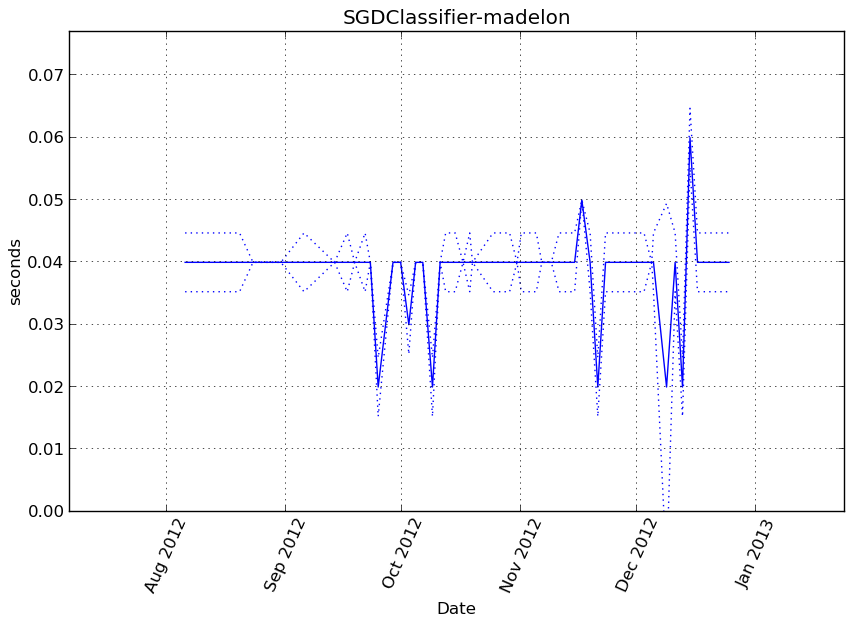 SGDClassifier-madelon
0.07
0.06
0.05
0.04
0.03
0.02
0.01
0.00
seconds
Aug 2012
Sep 2012
Oct 2012
Nov 2012
Dec 2012
Jan 2013
Date